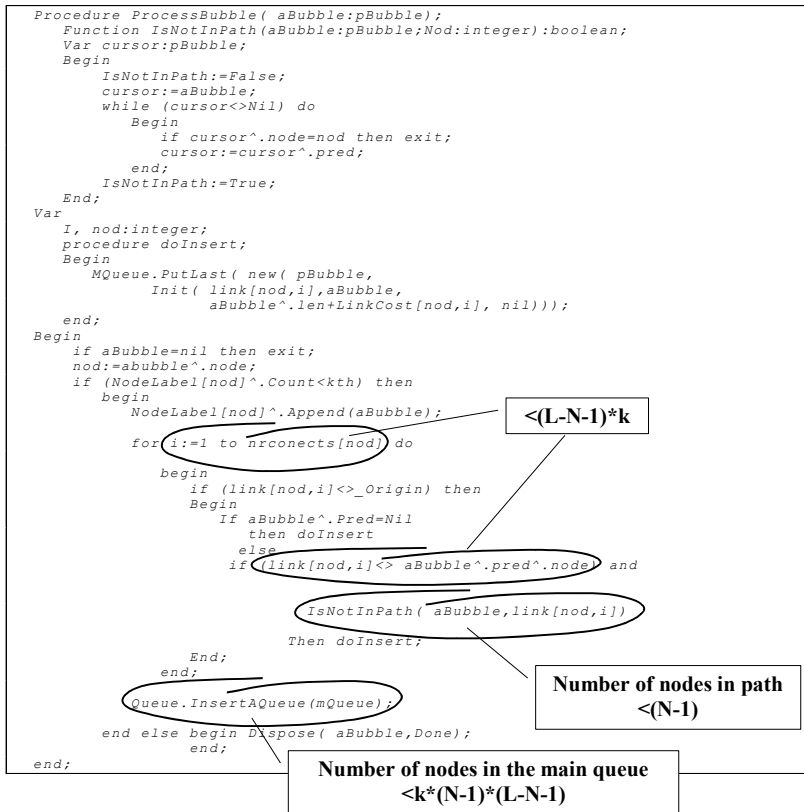 Procedure ProcessBubble( aBubble:pBubble);
Function IsNotInPath(aBubble:pBubble;Nod:integer):boolean;
Var cursor:pBubble;
Begin
IsNotInPath:=False;
cursor:=aBubble;
while (cursor<>Nil) do
Begin
if cursor^.node=nod then exit;
cursor:=cursor^.pred;
end;
IsNotInPath:=True;
End;
Var
I, nod:integer;
procedure doInsert;
Begin
MQueue.PutLast( new( pBubble,
Init( link[nod,i],aBubble,
aBubble^.len+LinkCost[nod,i], nil)));
end;
Begin
if aBubble=nil then exit;
nod:=abubble^.node;
if (NodeLabel[nod]^.Count<kth) then
begin
NodeLabel[nod]^.Append(aBubble);
<(L-N-1)*k
for i:=1 to nrconects[nod] do
begin
if (link[nod,i]<>_Origin) then
Begin
If aBubble^.Pred=Nil
then doInsert
else
if (link[nod,i]<> aBubble^.pred^.node) and
IsNotInPath( aBubble,link[nod,i])
Then doInsert;
End;
end;
Number of nodes in path
<(N-1)
Queue.InsertAQueue(mQueue);
end else begin Dispose( aBubble,Done);
end;
end;
Number of nodes in the main queue
<k*(N-1)*(L-N-1)